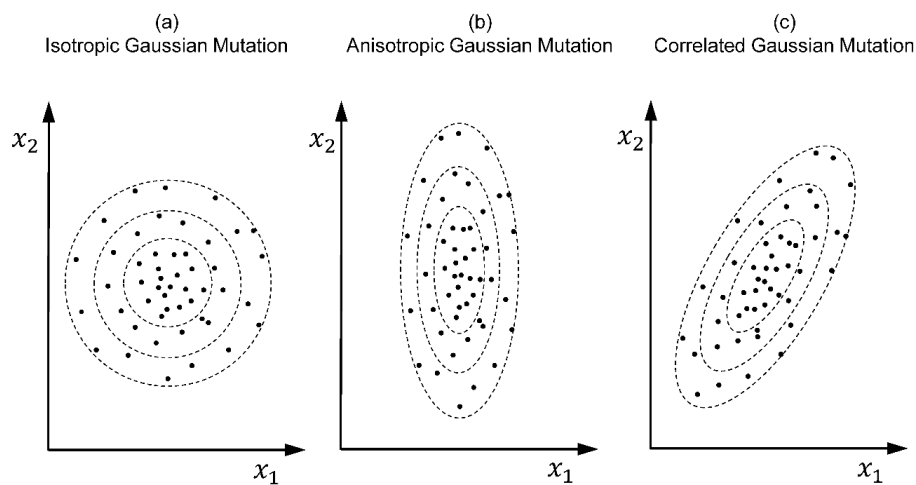 (a)
Isotropic Gaussian Mutation
(b)
Anisotropic Gaussian Mutation
(c)
Correlated Gaussian Mutation
x₂
x₁
x₂
x₁
x₂
x₁